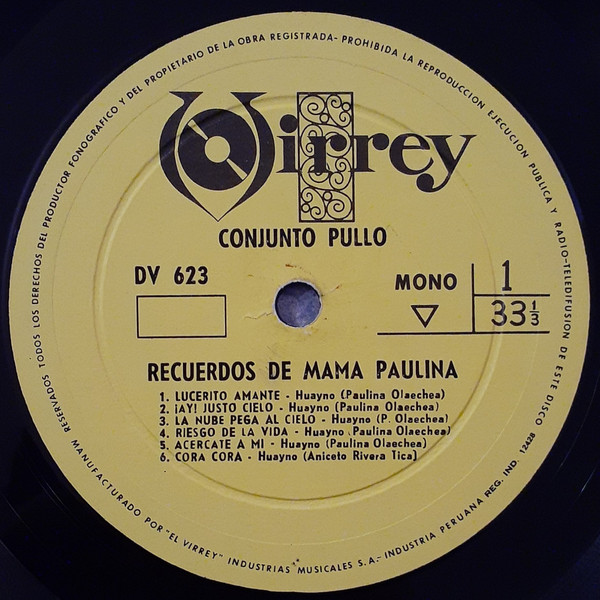 RESERVADOS TODOS LOS DERECHOS DEL PRODUCTOR FONOGRAFICO Y DEL PROPIETARIO DE LA OBRA REGISTRADA- PROHIBIDA LA REPRODUCCION EJECUCION PUBLICA Y RADIO-TELEDIFUSION DE ESTE DISCO
Virrey
CONJUNTO PULLO
DV 623
MONO
1
33 1/3
RECUERDOS DE MAMA PAULINA
1. LUCERITO AMANTE - Huayno (Paulina Olaechea)
2. ¡AY! JUSTO CIELO - Huayno (Paulina Olaechea)
3. LA NUBE PEGA AL CIELO - Huayno (P. Olaechea)
4. RIESGO DE LA VIDA - Huayno Paulina Olaechea)
5. ACERCATE A MI - Huayno (Paulina Olaechea)
6. CORA CORA - Huayno (Aniceto Rivera Tica)
MANUFACTURADO POR "EL VIRREY" INDUSTRIAS MUSICALES S.A.- INDUSTRIA PERUANA REG. IND. 12428